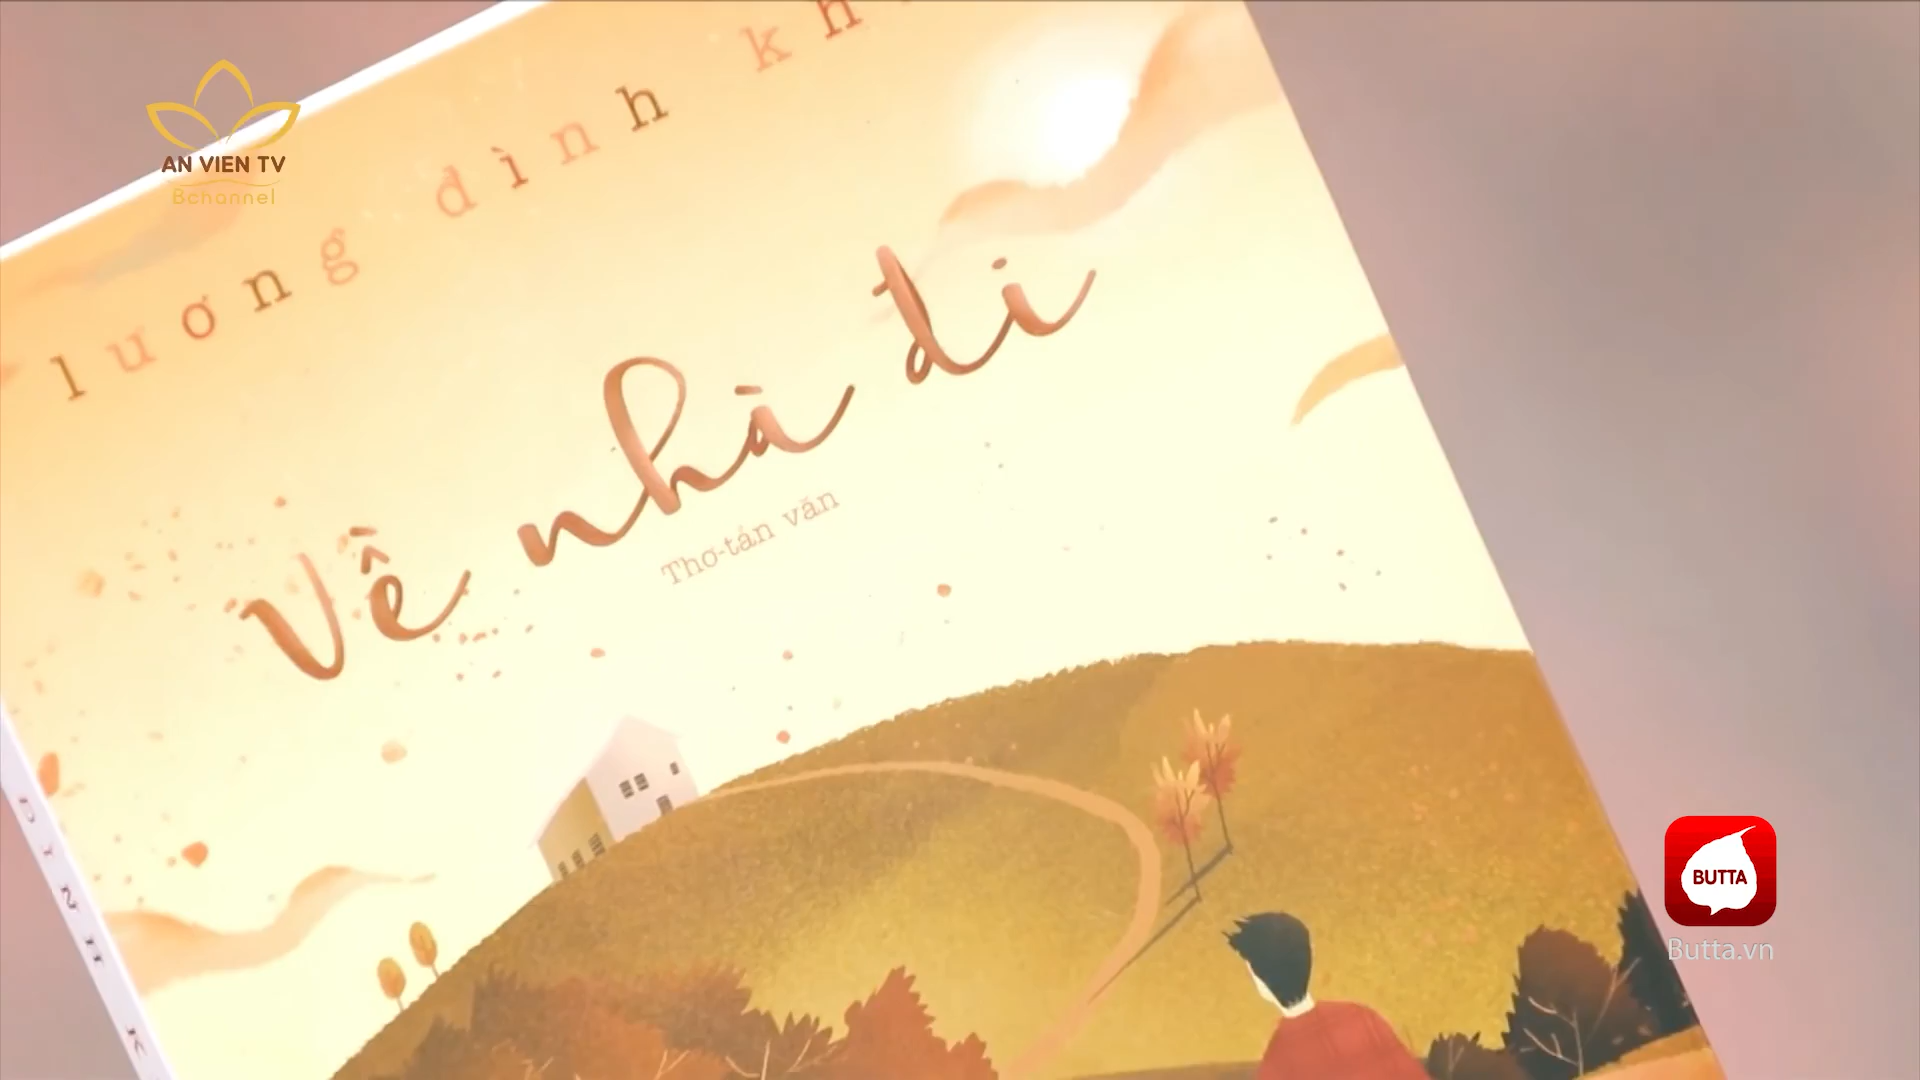 AN VIEN TV
Bchannel
lương đình kh
Về nhà đi
Thơ-tản văn
BUTTA
Butta.vn